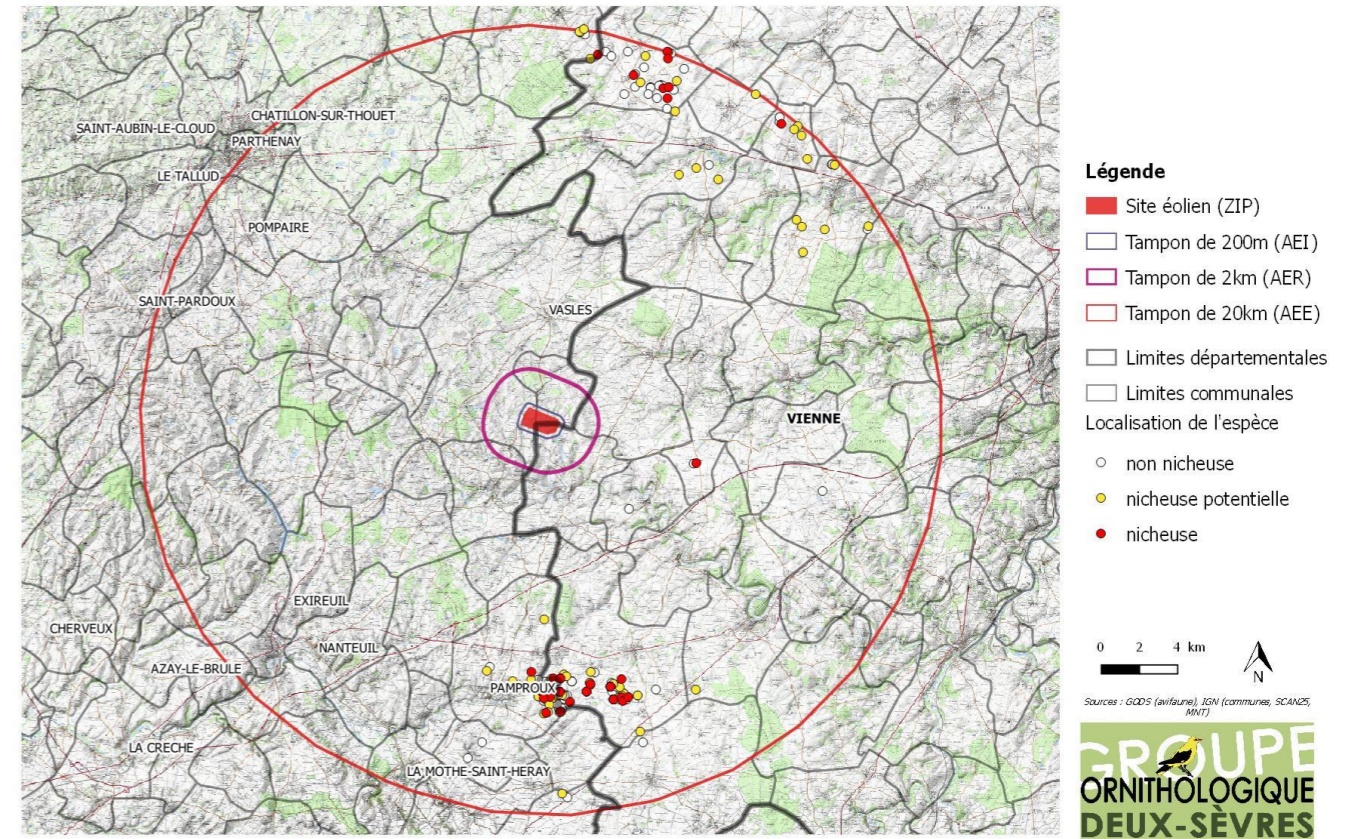 CHATILLON-SUR-THOUET
SAINT-AUBIN-LE-CLOUD
PARTHENAY
LE TALLUD
POMPAIRE
SAINT-PARDOUX
VASLES
VIENNE
EXIREUIL
CHERVEUX
NANTEUIL
AZAY-LE-BRULE
PAMPROUX
LA CRECHE
LA MOTHE-SAINT-HERAY
Légende
Site éolien (ZIP)
Tampon de 200m (AEI)
Tampon de 2km (AER)
Tampon de 20km (AEE)
Limites départementales
Limites communales
Localisation de l'espèce
non nicheuse
nicheuse potentielle
nicheuse
0 2 4 km
N
Sources : GODS (avifaune), IGN (communes, SCAN25,
MNT)
GROUPE
ORNITHOLOGIQUE
DEUX-SÈVRES